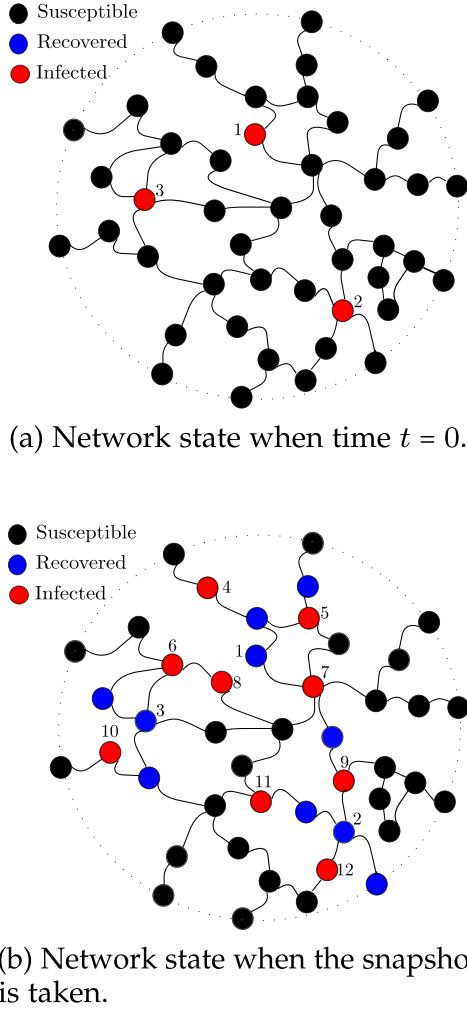 Susceptible
Recovered
Infected
1
3
2
(a) Network state when time t = 0.
Susceptible
Recovered
Infected
4
5
1
6
7
8
3
10
9
11
2
12
(b) Network state when the snapsho
is taken.